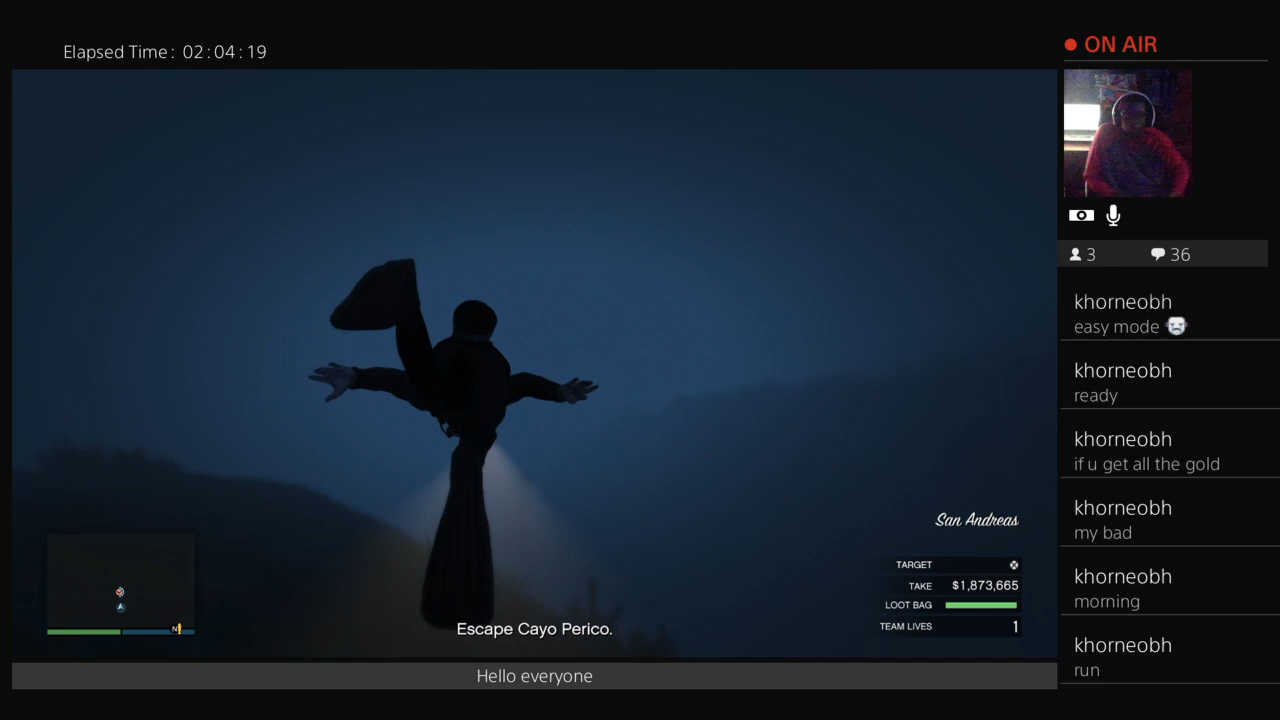 Elapsed Time: 02:04:19
ON AIR
3 36
khorneobh
easy mode
khorneobh
ready
khorneobh
if u get all the gold
khorneobh
my bad
khorneobh
morning
khorneobh
run
San Andreas
TARGET
TAKE $1,873,665
LOOT BAG
TEAM LIVES 1
N
Escape Cayo Perico.
Hello everyone